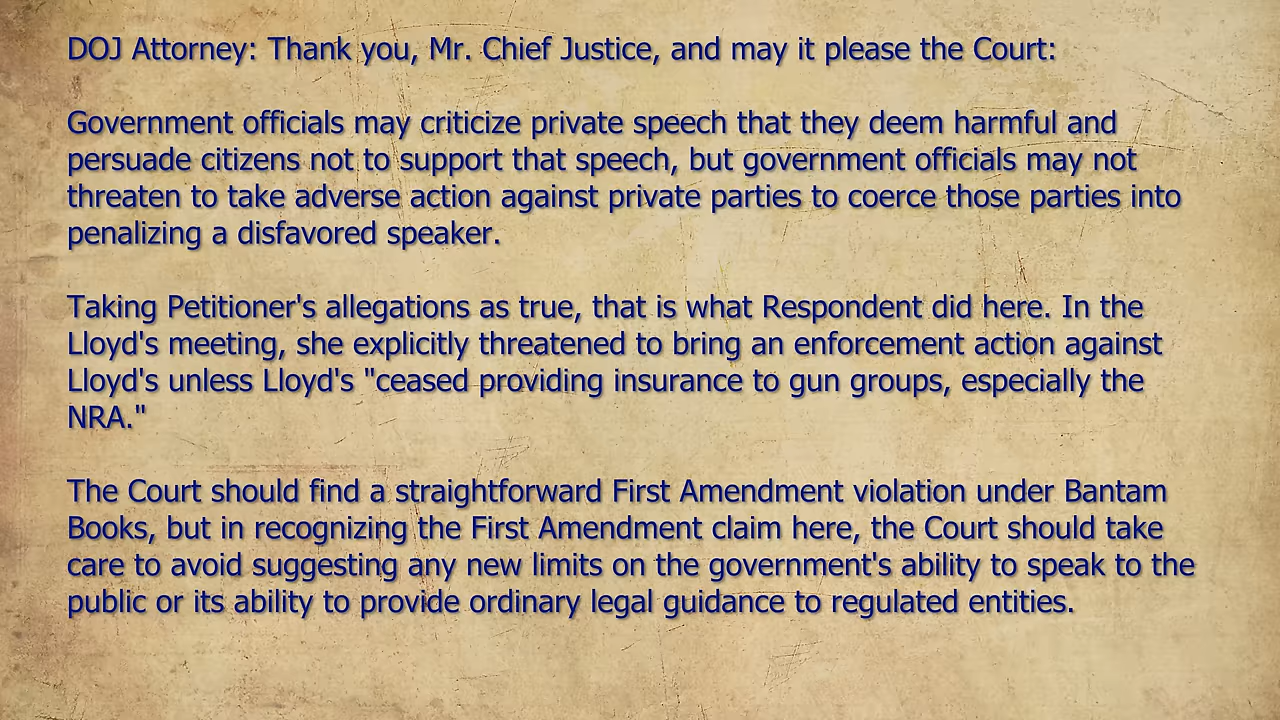 DOJ Attorney: Thank you, Mr. Chief Justice, and may it please the Court:
Government officials may criticize private speech that they deem harmful and
persuade citizens not to support that speech, but government officials may not
threaten to take adverse action against private parties to coerce those parties into
penalizing a disfavored speaker.
Taking Petitioner's allegations as true, that is what Respondent did here. In the
Lloyd's meeting, she explicitly threatened to bring an enforcement action against
Lloyd's unless Lloyd's "ceased providing insurance to gun groups, especially the
NRA."
The Court should find a straightforward First Amendment violation under Bantam
Books, but in recognizing the First Amendment claim here, the Court should take
care to avoid suggesting any new limits on the government's ability to speak to the
public or its ability to provide ordinary legal guidance to regulated entities.